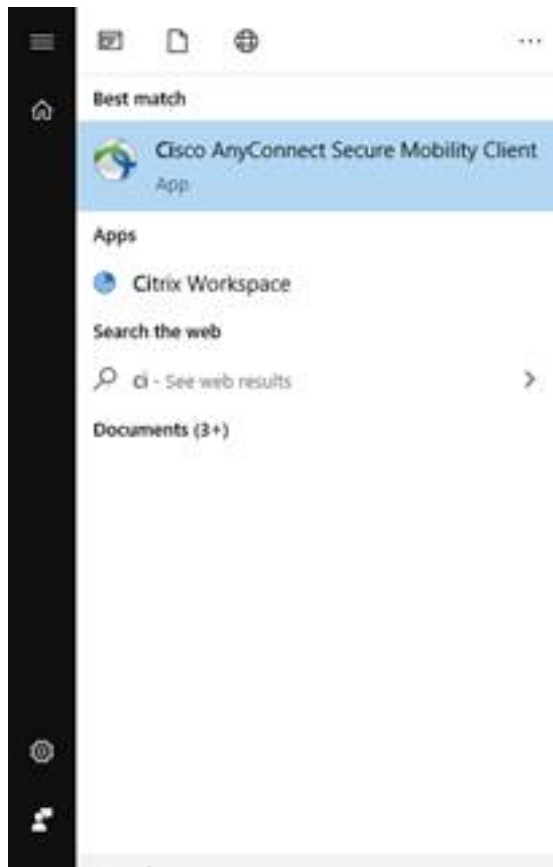 ...
Best match
Cisco AnyConnect Secure Mobility Client
App
Apps
Citrix Workspace
Search the web
ci - See web results
Documents (3+)